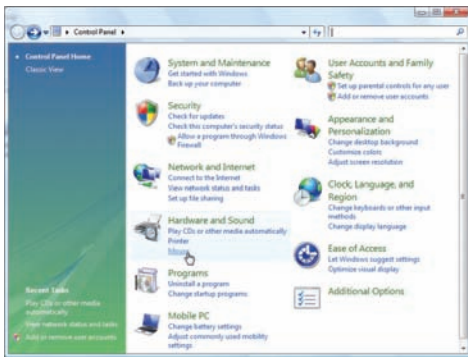 Control Panel
Control Panel Home
Classic View
System and Maintenance
Get started with Windows
Back up your computer
Security
Check for updates
Check this computer's security status
Allow a program through Windows
Firewall
Network and Internet
Connect to the Internet
View network status and tasks
Set up file sharing
Hardware and Sound
Play CDs or other media automatically
Printer
Mouse
Programs
Uninstall a program
Change startup programs
Mobile PC
Change battery settings
Adjust commonly used mobility
settings
User Accounts and Family
Safety
Set up parental controls for any user
Add or remove user accounts
Appearance and
Personalization
Change desktop background
Customize colors
Adjust screen resolution
Clock, Language, and
Region
Change keyboards or other input
methods
Change display language
Ease of Access
Let Windows suggest settings
Optimize visual display
Additional Options
Recent Tasks
Play CDs or other media
automatically
View network status and tasks
Add or remove user accounts